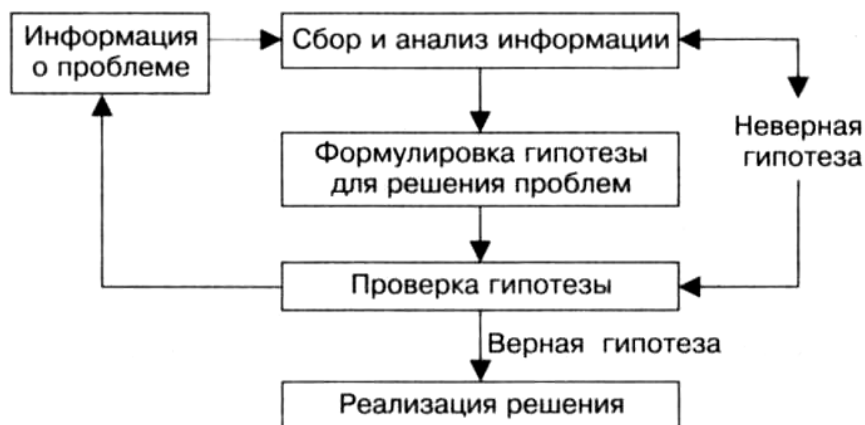 Информация
о проблеме
Сбор и анализ информации
Неверная
гипотеза
Формулировка гипотезы
для решения проблем
Проверка гипотезы
Верная гипотеза
Реализация решения